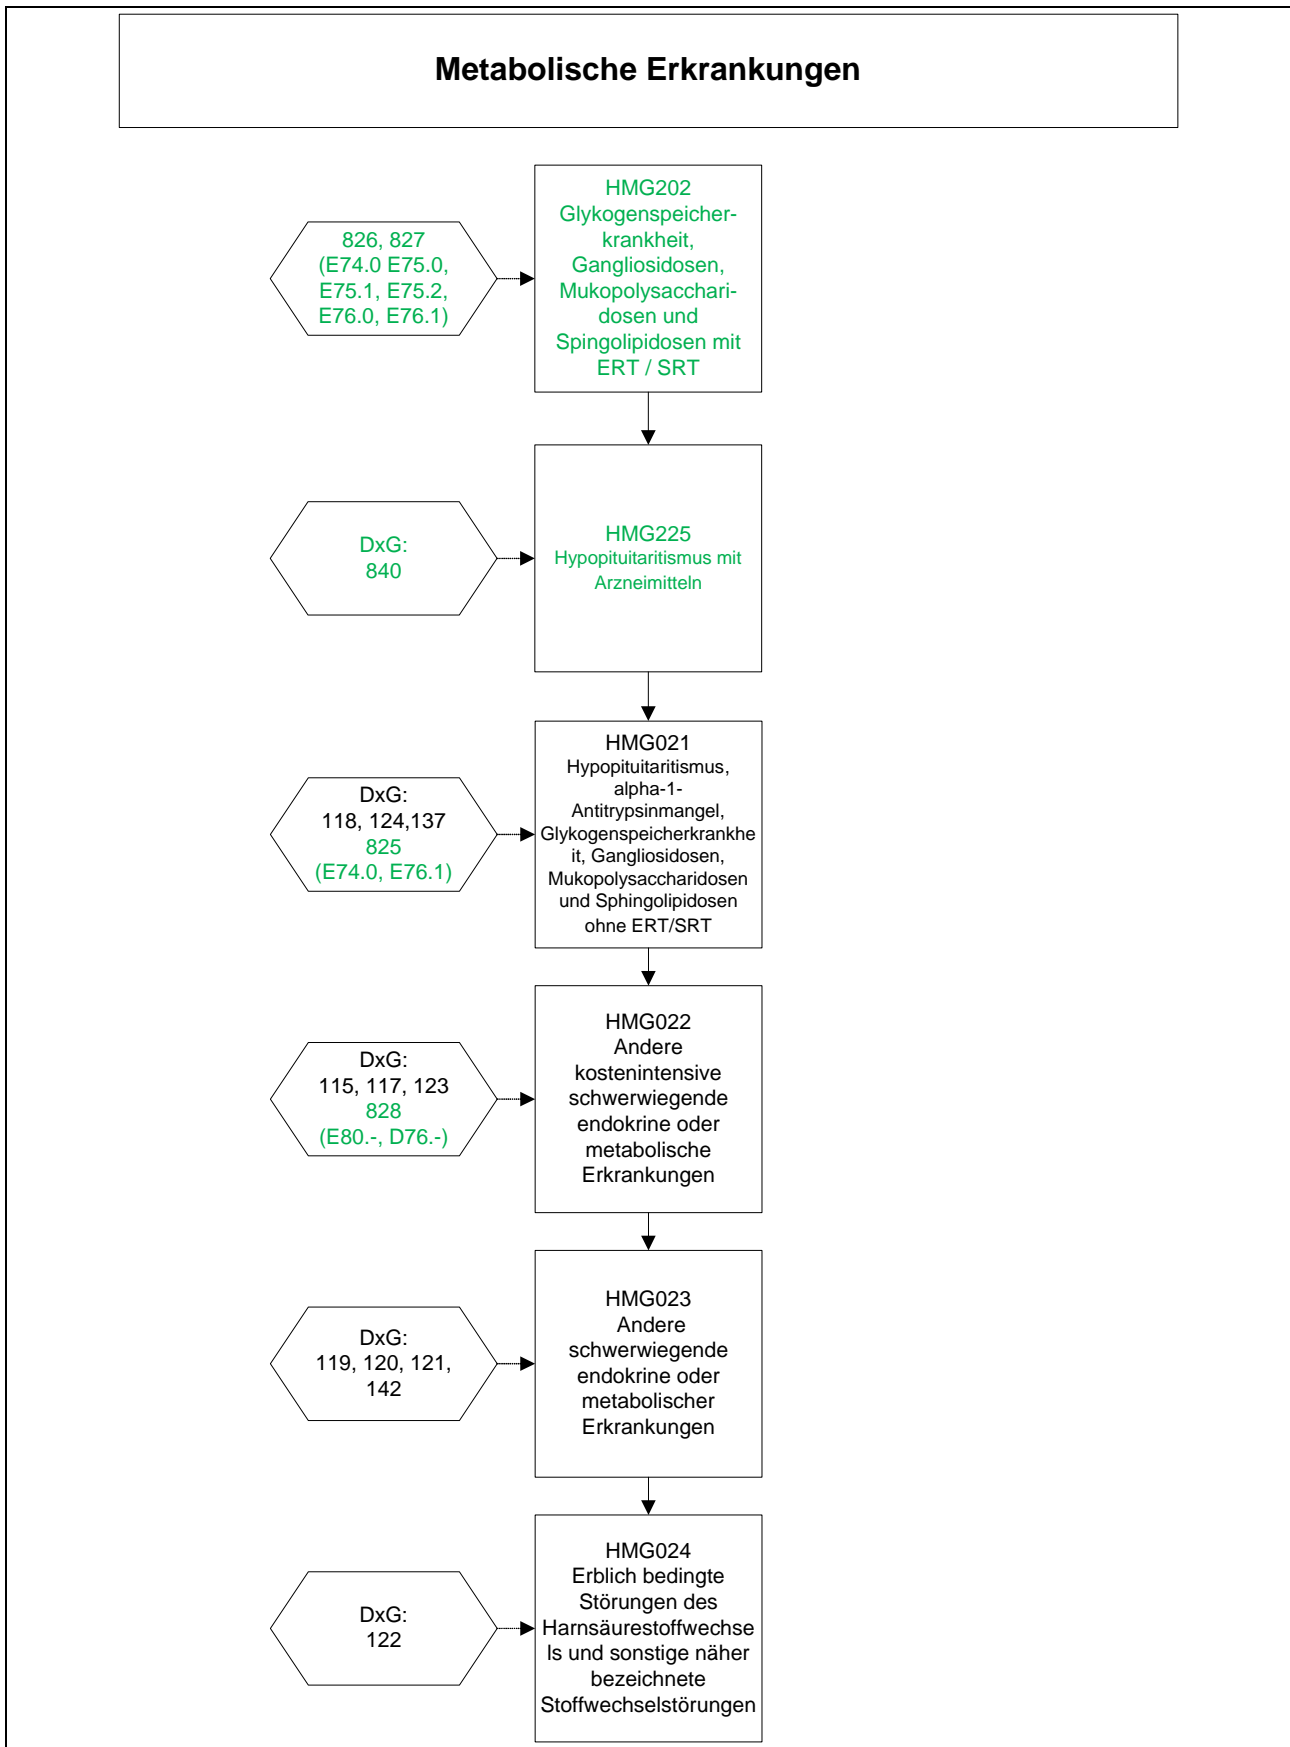 Metabolische Erkrankungen
826, 827
(E74.0 E75.0,
E75.1, E75.2,
E76.0, E76.1)
HMG202
Glykogenspeicher-
krankheit,
Gangliosidosen,
Mukopolysacchari-
dosen und
Spingolipidosen mit
ERT / SRT
DxG:
840
HMG225
Hypopituitaritismus mit
Arzneimitteln
DxG:
118, 124,137
825
(E74.0, E76.1)
HMG021
Hypopituitaritismus,
alpha-1-
Antitrypsinmangel,
Glykogenspeicherkrankhe
it, Gangliosidosen,
Mukopolysaccharidosen
und Sphingolipidosen
ohne ERT/SRT
DxG:
115, 117, 123
828
(E80.-, D76.-)
HMG022
Andere
kostenintensive
schwerwiegende
endokrine oder
metabolische
Erkrankungen
DxG:
119, 120, 121,
142
HMG023
Andere
schwerwiegende
endokrine oder
metabolischer
Erkrankungen
DxG:
122
HMG024
Erblich bedingte
Störungen des
Harnsäurestoffwechse
ls und sonstige näher
bezeichnete
Stoffwechselstörungen